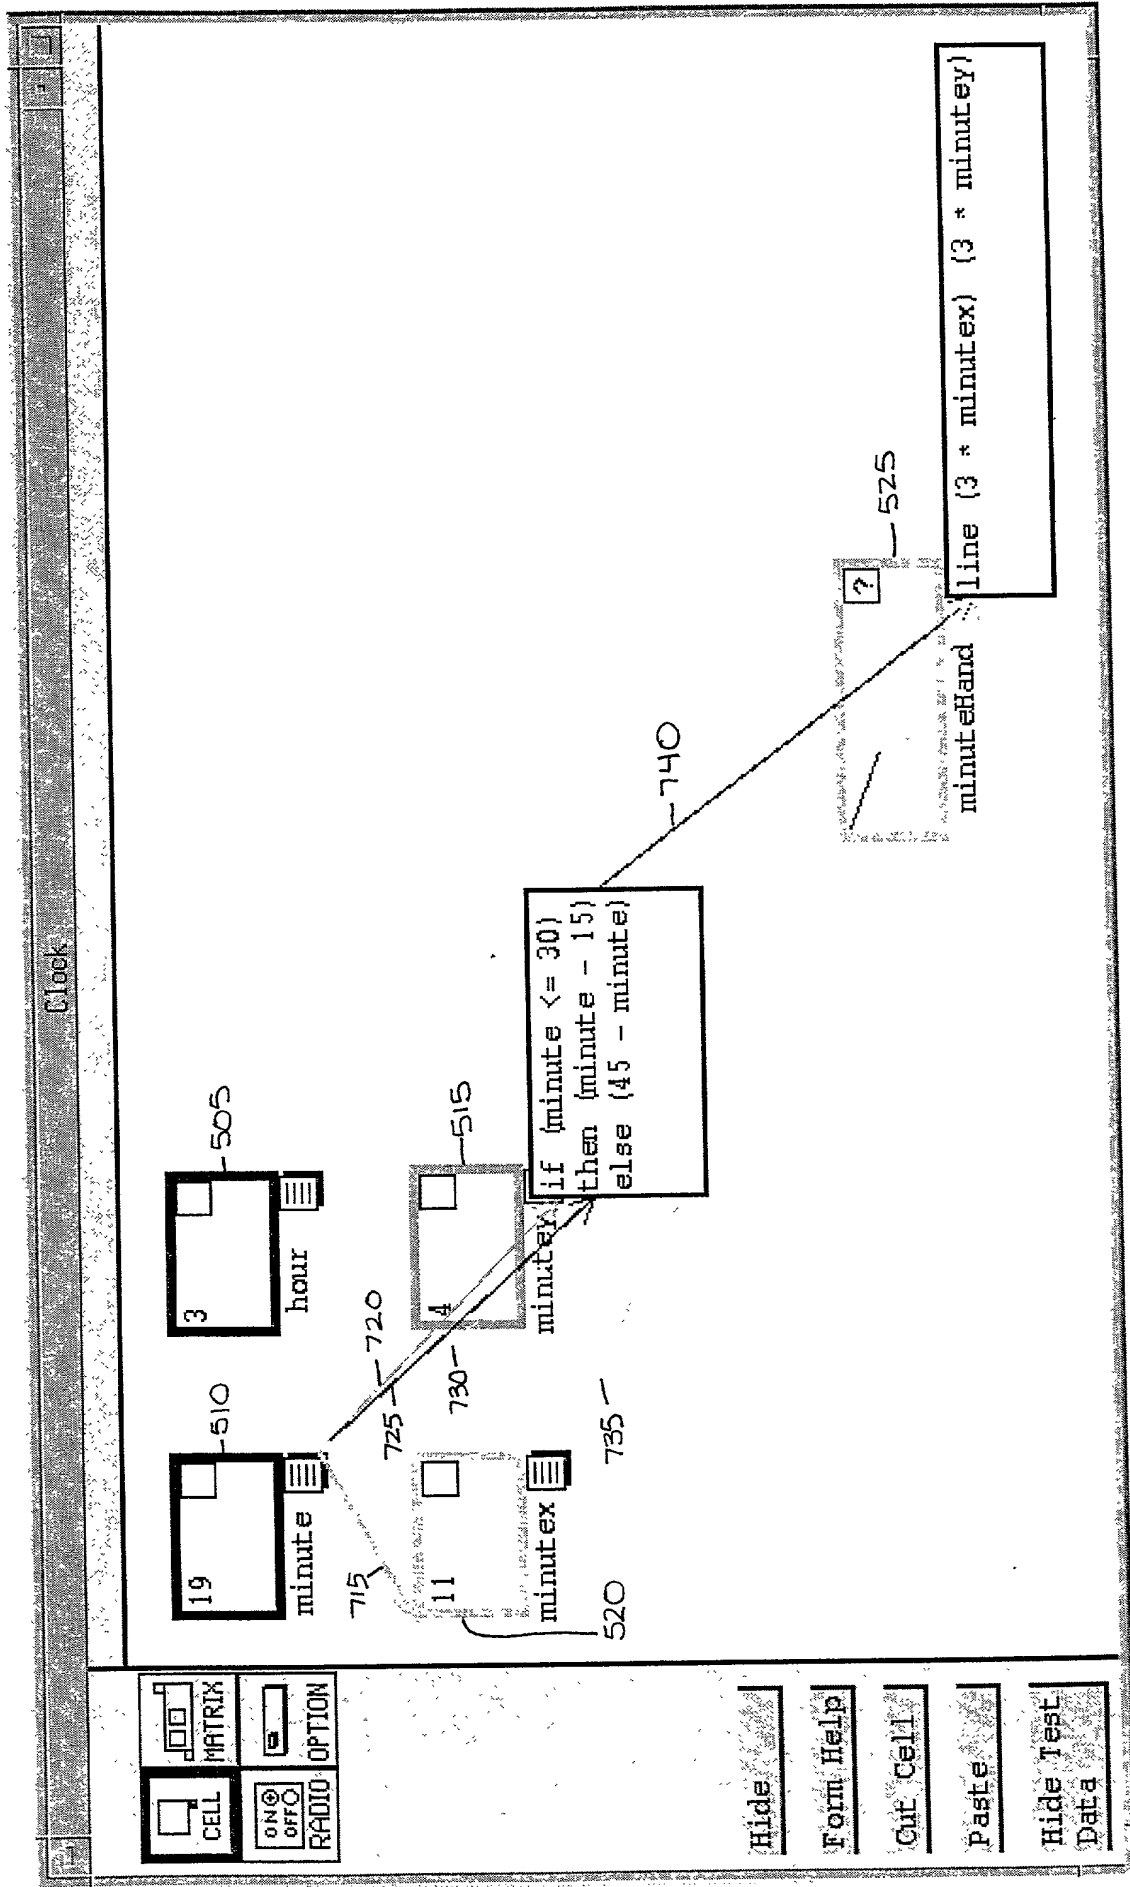 Clock
CELL
MATRIX
ON
OFF
RADIO
OPTION
Hide
Form Help
Cut Cell
Paste
Hide Test
Data
19
510
minute
3
505
hour
715
720
725
730
11
minutex
520
4
515
minutey
735
if (minute <= 30)
then (minute - 15)
else (45 - minute)
740
?
525
minuteHand
line (3 * minutex) (3 * minutey)